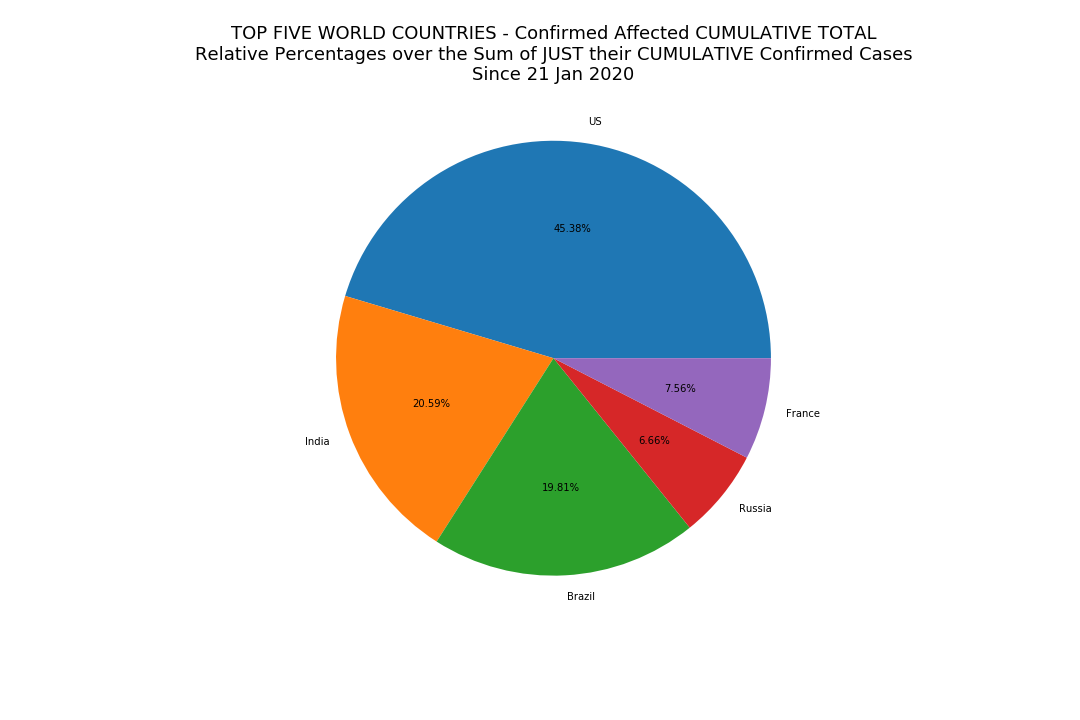 TOP FIVE WORLD COUNTRIES - Confirmed Affected CUMULATIVE TOTAL
Relative Percentages over the Sum of JUST their CUMULATIVE Confirmed Cases
Since 21 Jan 2020
US
45.38%
20.59%
India
19.81%
Brazil
7.56%
France
6.66%
Russia